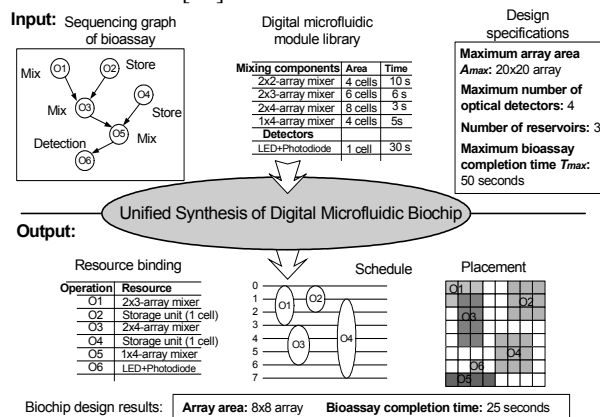 Input:
Sequencing graph
of bioassay
O1
O2
Store
Mix
O3
O4
Mix
Store
O5
Mix
Detection
O6
Digital microfluidic
module library
Mixing components Area Time
2x2-array mixer 4 cells 10 s
2x3-array mixer 6 cells 6 s
2x4-array mixer 8 cells 3 s
1x4-array mixer 4 cells 5s
Detectors
LED+Photodiode 1 cell 30 s
Design
specifications
Maximum array area
Amax: 20x20 array
Maximum number of
optical detectors: 4
Number of reservoirs: 3
Maximum bioassay
completion time Tmax:
50 seconds
Unified Synthesis of Digital Microfluidic Biochip
Output:
Resource binding
Operation Resource
O1 2x3-array mixer
O2 Storage unit (1 cell)
O3 2x4-array mixer
O4 Storage unit (1 cell)
O5 1x4-array mixer
O6 LED+Photodiode
Schedule
0
1
2
3
4
5
6
7
O1
O2
O3
O4
Placement
O1
O2
O3
O4
O6
O5
Biochip design results:
Array area: 8x8 array Bioassay completion time: 25 seconds